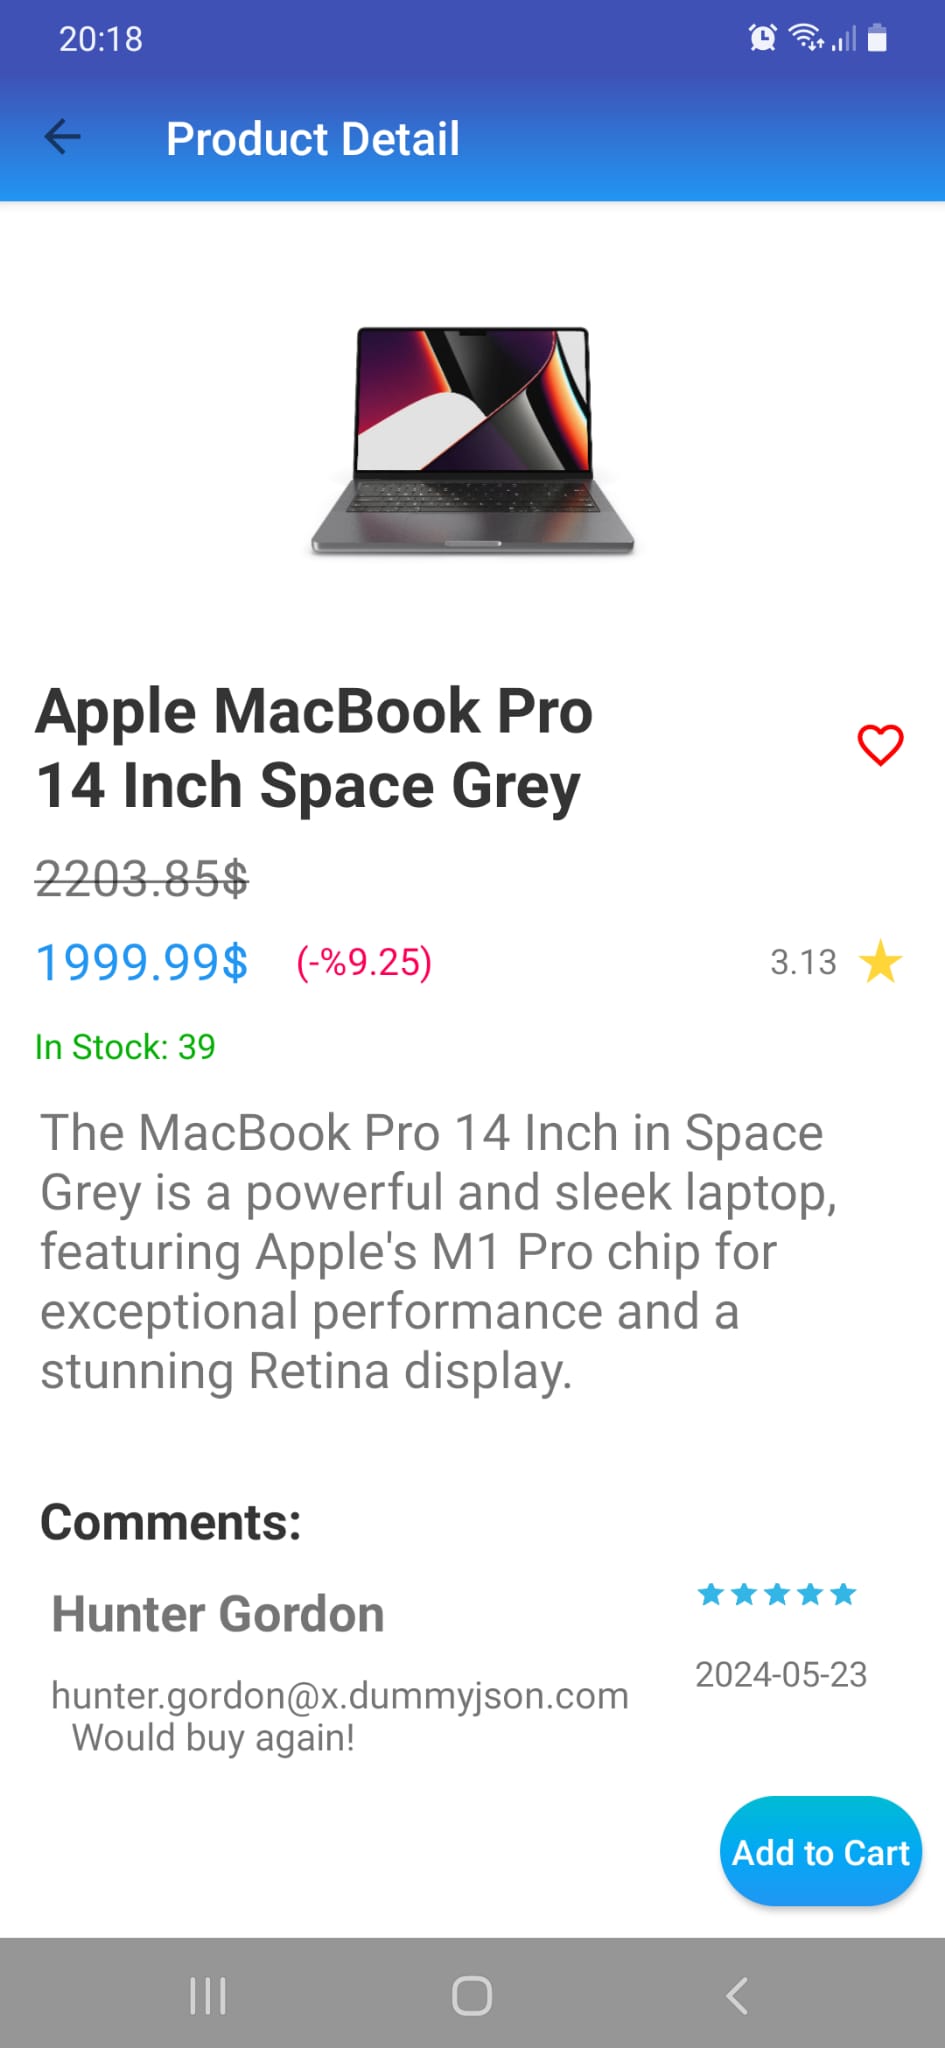 20:18
Product Detail
Apple MacBook Pro
14 Inch Space Grey
2203.85$
1999.99$ (-%9.25) 3.13
In Stock: 39
The MacBook Pro 14 Inch in Space
Grey is a powerful and sleek laptop,
featuring Apple's M1 Pro chip for
exceptional performance and a
stunning Retina display.
Comments:
Hunter Gordon
2024-05-23
hunter.gordon@x.dummyjson.com
Would buy again!
Add to Cart